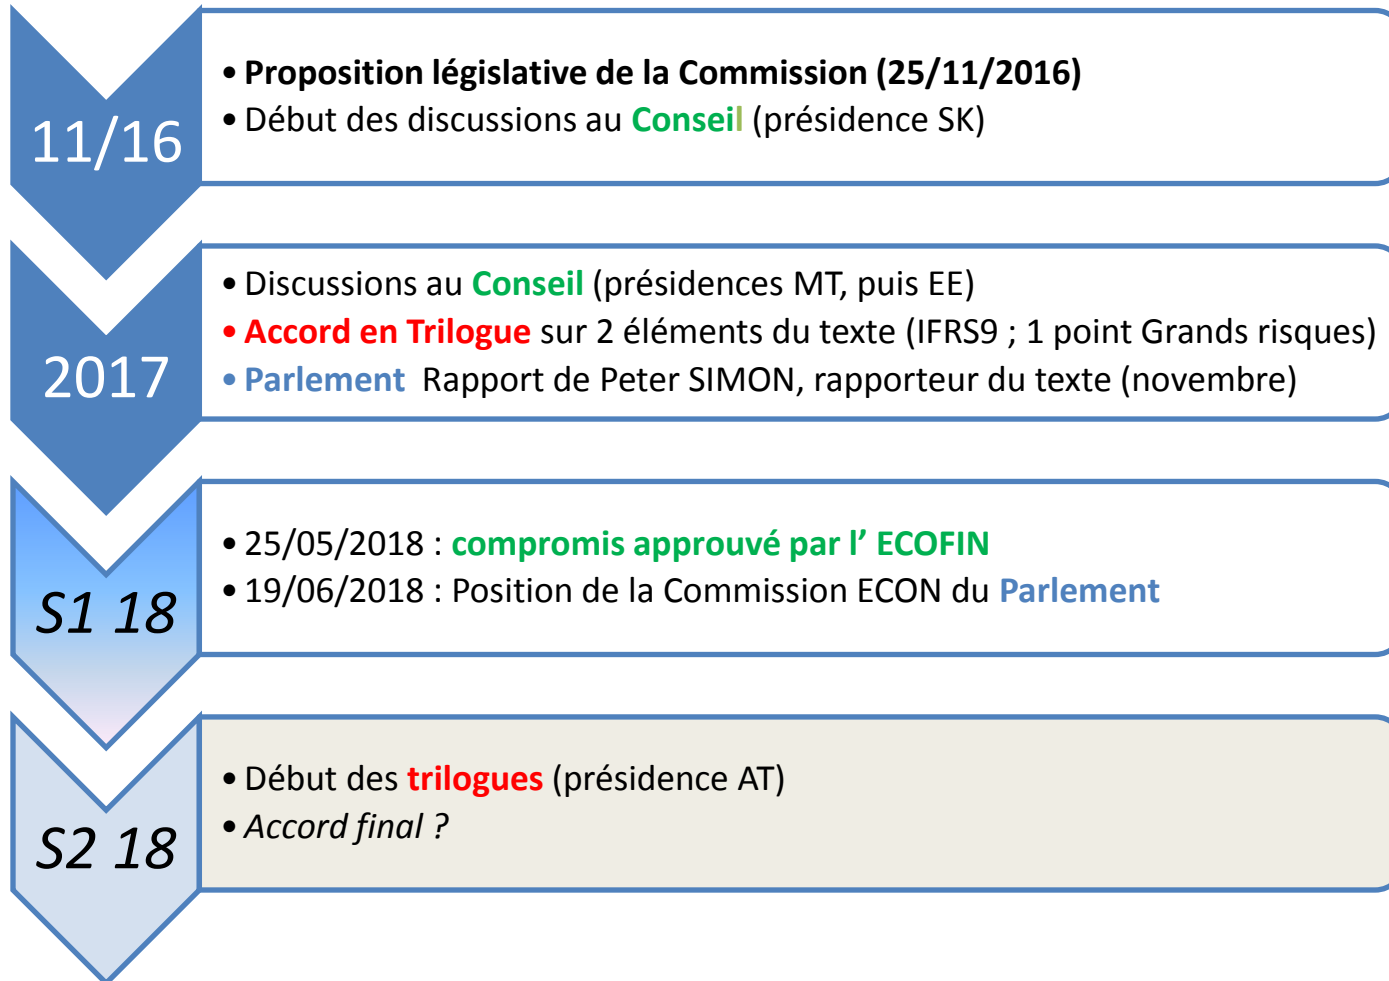 11/16
• Proposition législative de la Commission (25/11/2016)
• Début des discussions au Conseil (présidence SK)
2017
• Discussions au Conseil (présidences MT, puis EE)
• Accord en Trilogue sur 2 éléments du texte (IFRS9 ; 1 point Grands risques)
• Parlement Rapport de Peter SIMON, rapporteur du texte (novembre)
S1 18
• 25/05/2018 : compromis approuvé par l’ ECOFIN
• 19/06/2018 : Position de la Commission ECON du Parlement
S2 18
• Début des trilogues (présidence AT)
• Accord final ?